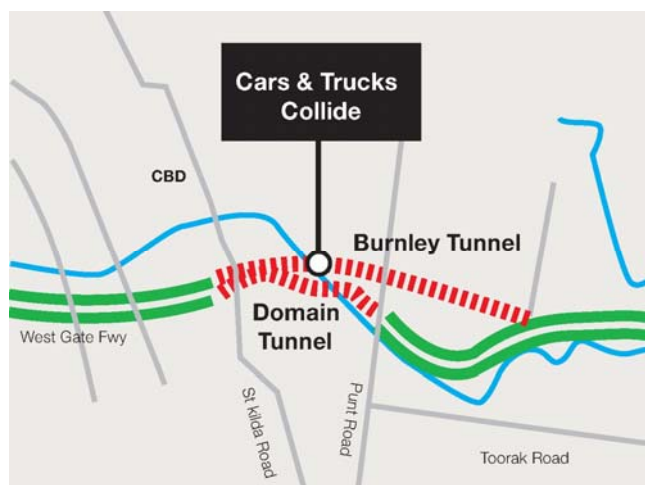 Cars & Trucks
Collide
CBD
Burnley Tunnel
Domain
Tunnel
West Gate Fwy
St kilda Road
Punt Road
Toorak Road